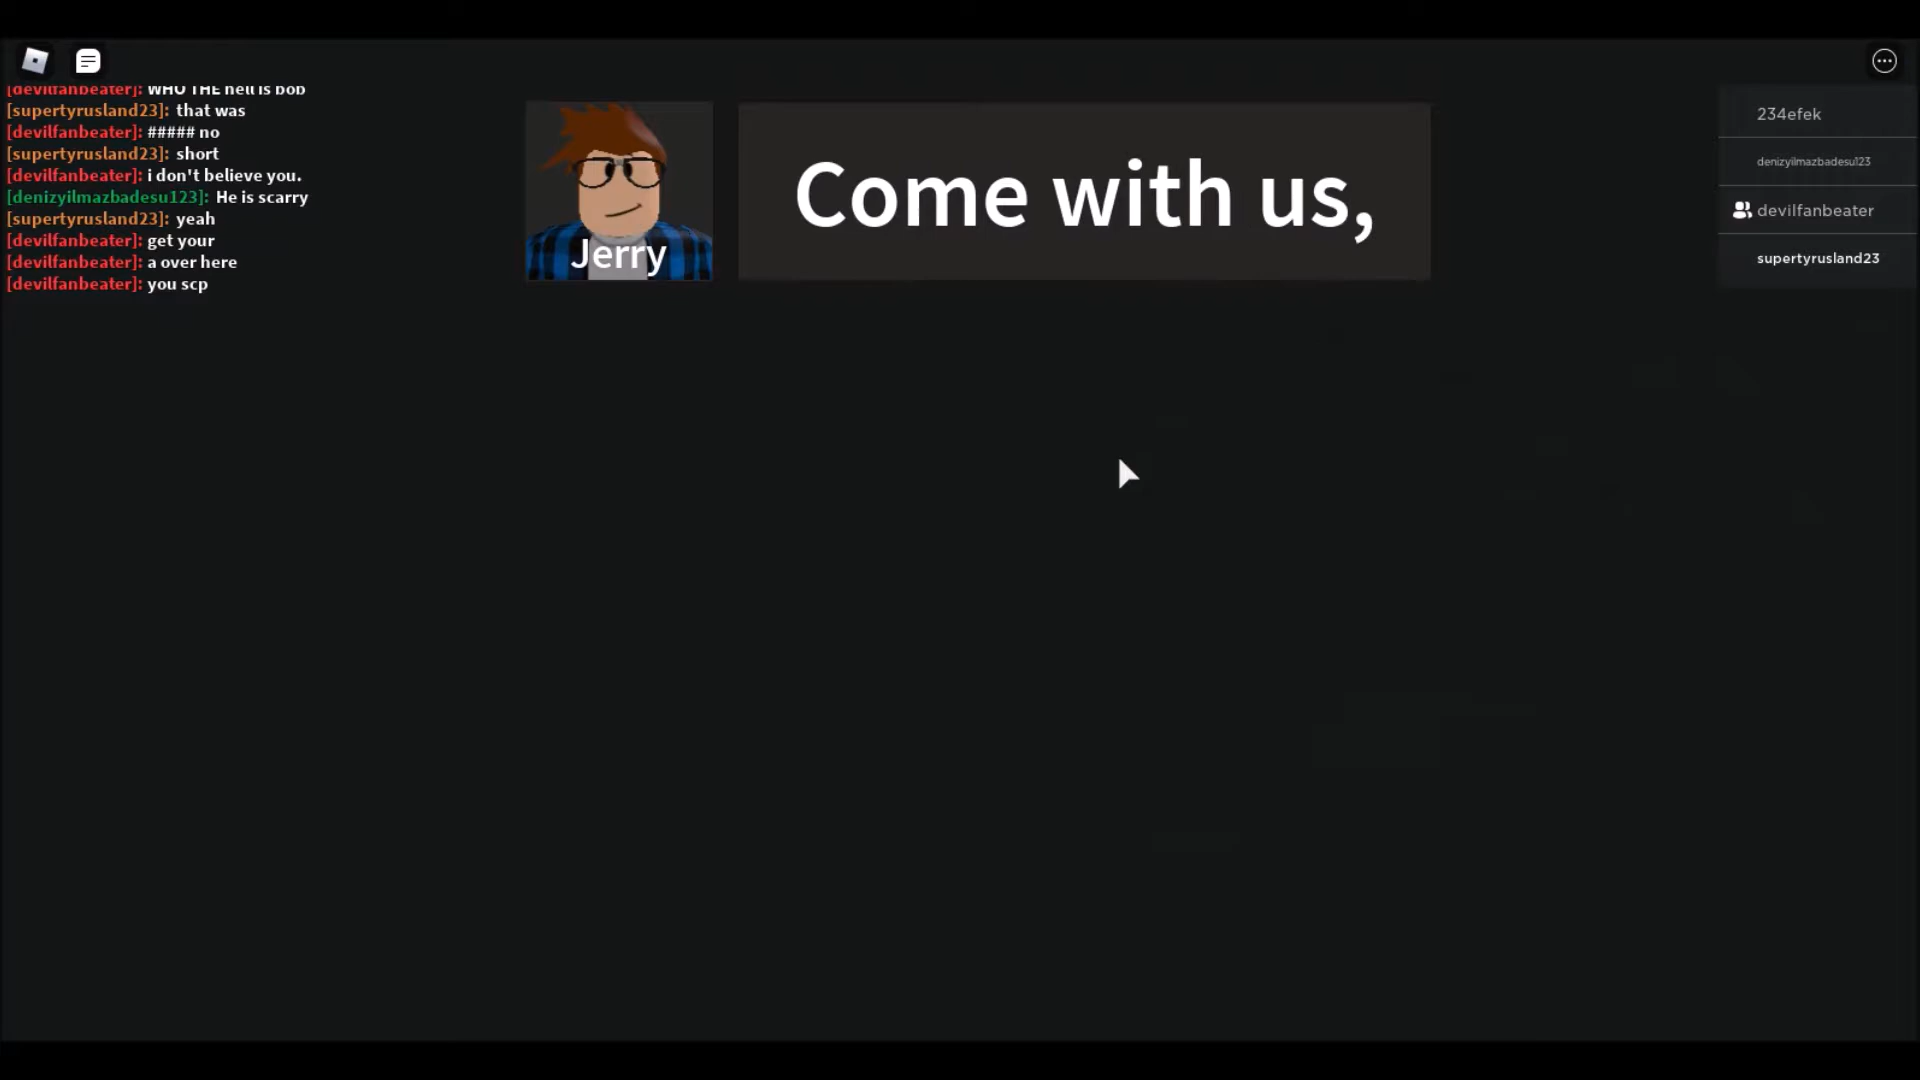 [devilfanbeater]: WHO THE hell is bob
[supertyrusland23]: that was
[devilfanbeater]: ##### no
[supertyrusland23]: short
[devilfanbeater]: i don't believe you.
[denizyilmazbadesu123]: He is scarry
[supertyrusland23]: yeah
[devilfanbeater]: get your
[devilfanbeater]: a over here
[devilfanbeater]: you scp
Jerry
Come with us,
234efek
denizyilmazbadesu123
devilfanbeater
supertyrusland23